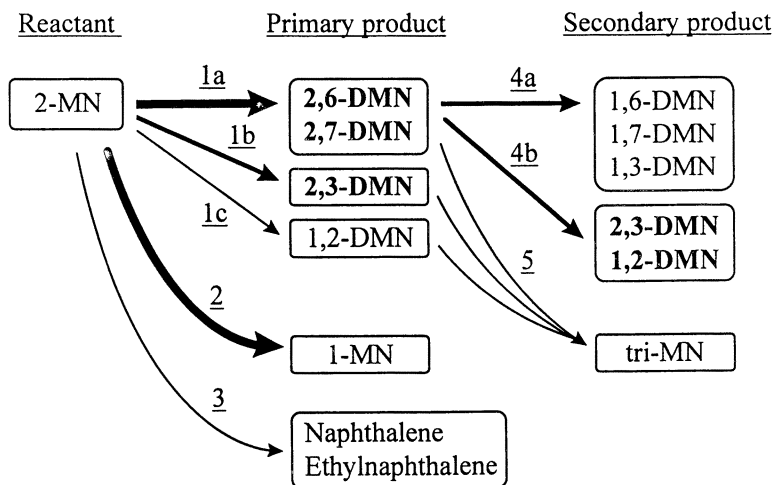 Reactant
Primary product
Secondary product
2-MN
1a
1b
1c
2
3
2,6-DMN
2,7-DMN
2,3-DMN
1,2-DMN
1-MN
Naphthalene
Ethylnaphthalene
4a
4b
5
1,6-DMN
1,7-DMN
1,3-DMN
2,3-DMN
1,2-DMN
tri-MN